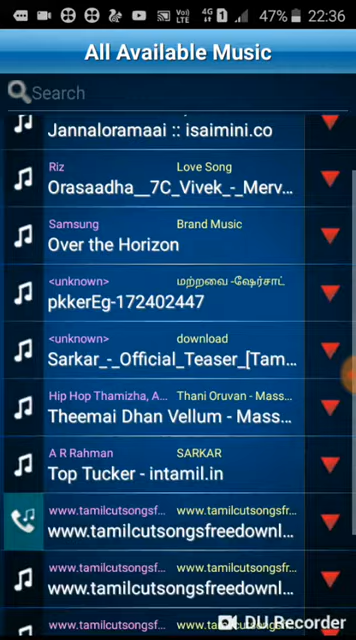 Vo)) LTE 4G 1 47% 22:36
All Available Music
Search
Jannaloramaai :: isaimini.co
Riz Love Song
Orasaadha__7C_Vivek_-_Merv...
Samsung Brand Music
Over the Horizon
<unknown> மற்றவை -ஷேர்சாட்
pkkerEg-172402447
<unknown> download
Sarkar_-_Official_Teaser_[Tam...
Hip Hop Thamizha, A... Thani Oruvan - Mass...
Theemai Dhan Vellum - Mass...
A R Rahman SARKAR
Top Tucker - intamil.in
www.tamilcutsongsf... www.tamilcutsongsfr...
www.tamilcutsongsfreedownl...
www.tamilcutsongsf... www.tamilcutsongsfr...
www.tamilcutsongsfreedownl...
DU Recorder